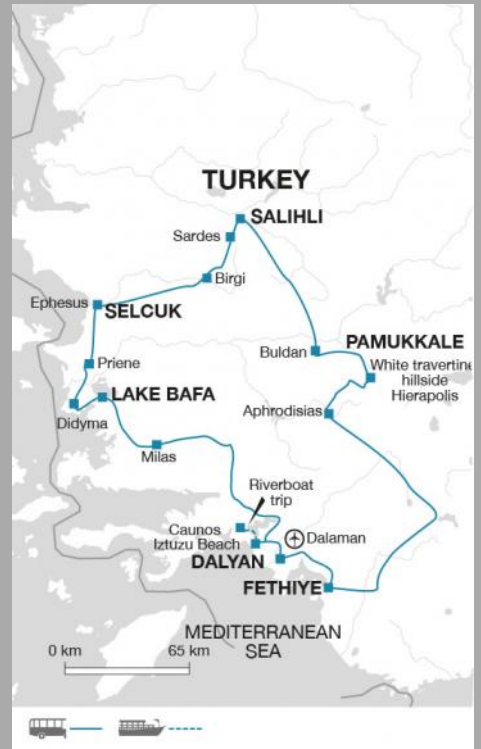 TURKEY
SALIHLI
Sardes
Birgi
Ephesus
SELCUK
Priene
Buldan
PAMUKKALE
White travertine
hillside
Hierapolis
LAKE BAFA
Didyma
Aphrodisias
Milas
Riverboat
trip
Caunos
Iztuzu Beach
Dalaman
DALYAN
FETHIYE
MEDITERRANEAN
SEA
0 km
65 km